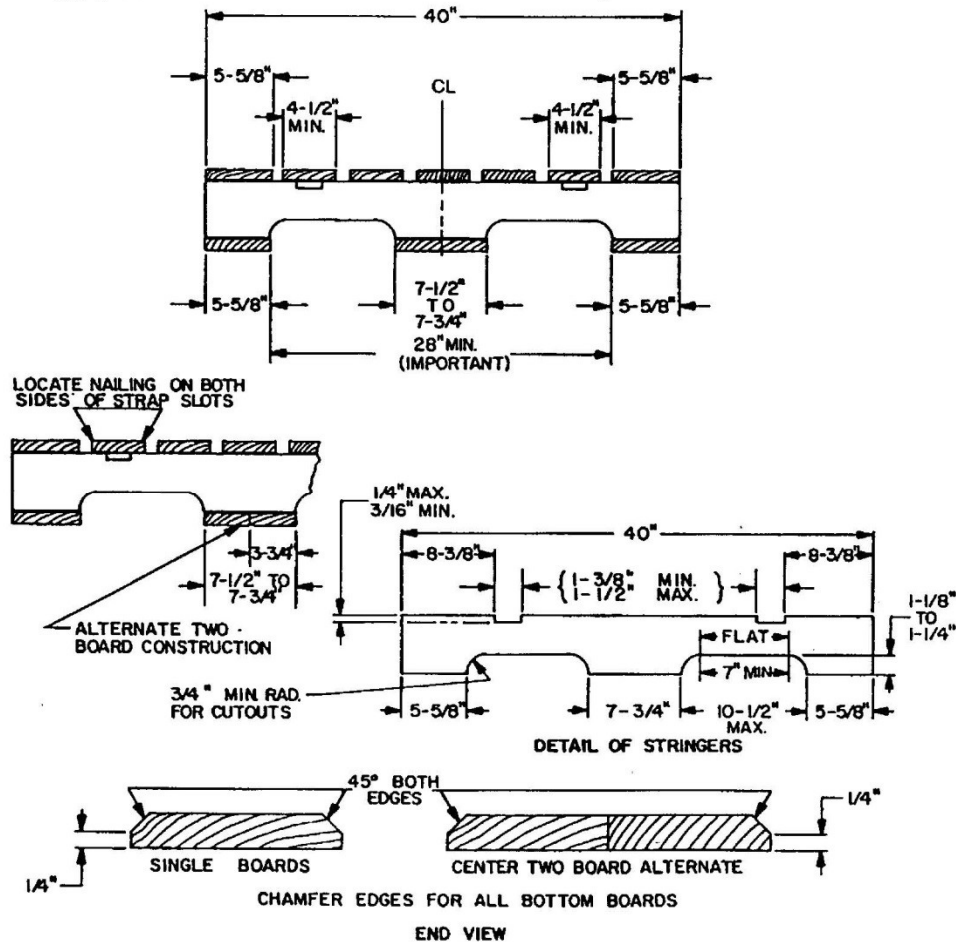 40"
5-5/8"
5-5/8"
CL
4-1/2"
MIN.
4-1/2"
MIN.
5-5/8"
7-1/2"
TO
7-3/4"
5-5/8"
28" MIN.
(IMPORTANT)
LOCATE NAILING ON BOTH
SIDES OF STRAP SLOTS
3-3/4"
7-1/2" TO
7-3/4"
ALTERNATE TWO-
BOARD CONSTRUCTION
1/4" MAX.
3/16" MIN.
40"
8-3/8"
8-3/8"
{1-3/8" MIN.
1-1/2" MAX.}
1-1/8"
TO
1-1/4"
FLAT
7" MIN
3/4" MIN. RAD.
FOR CUTOUTS
5-5/8"
7-3/4"
10-1/2"
MAX.
5-5/8"
DETAIL OF STRINGERS
45° BOTH
EDGES
1/4"
1/4"
SINGLE BOARDS
CENTER TWO BOARD ALTERNATE
CHAMFER EDGES FOR ALL BOTTOM BOARDS
END VIEW